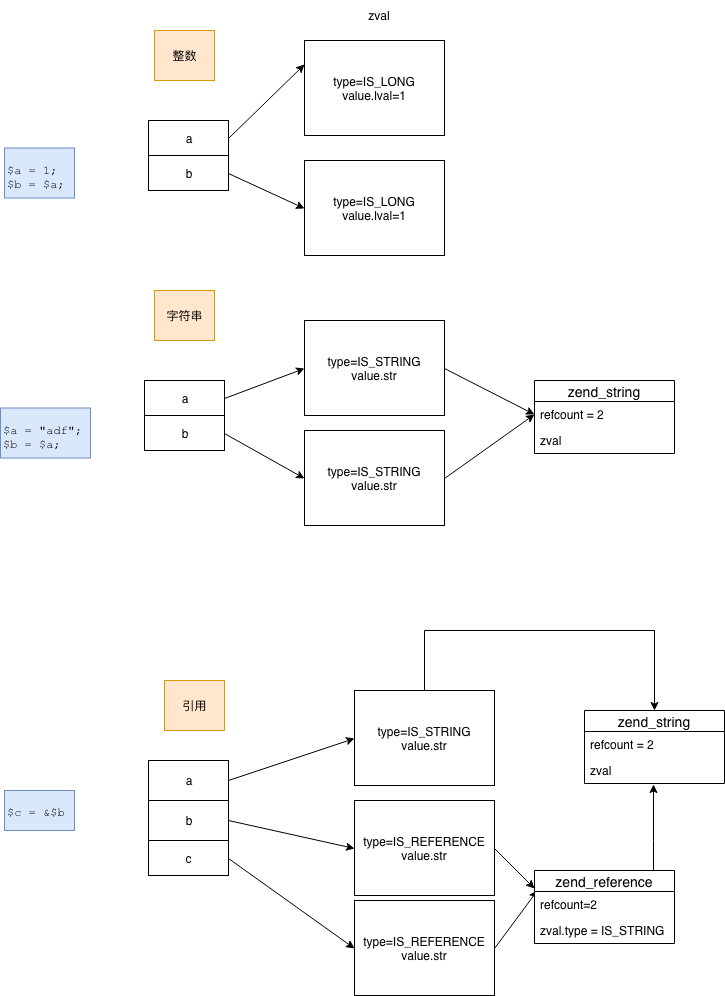 zval
整数
type=IS_LONG
value.lval=1
a
b
$a = 1;
$b = $a;
type=IS_LONG
value.lval=1
字符串
type=IS_STRING
value.str
a
b
$a = "adf";
$b = $a;
type=IS_STRING
value.str
zend_string
refcount = 2
zval
引用
type=IS_STRING
value.str
zend_string
refcount = 2
zval
a
b
c
$c = &$b
type=IS_REFERENCE
value.str
type=IS_REFERENCE
value.str
zend_reference
refcount=2
zval.type = IS_STRING